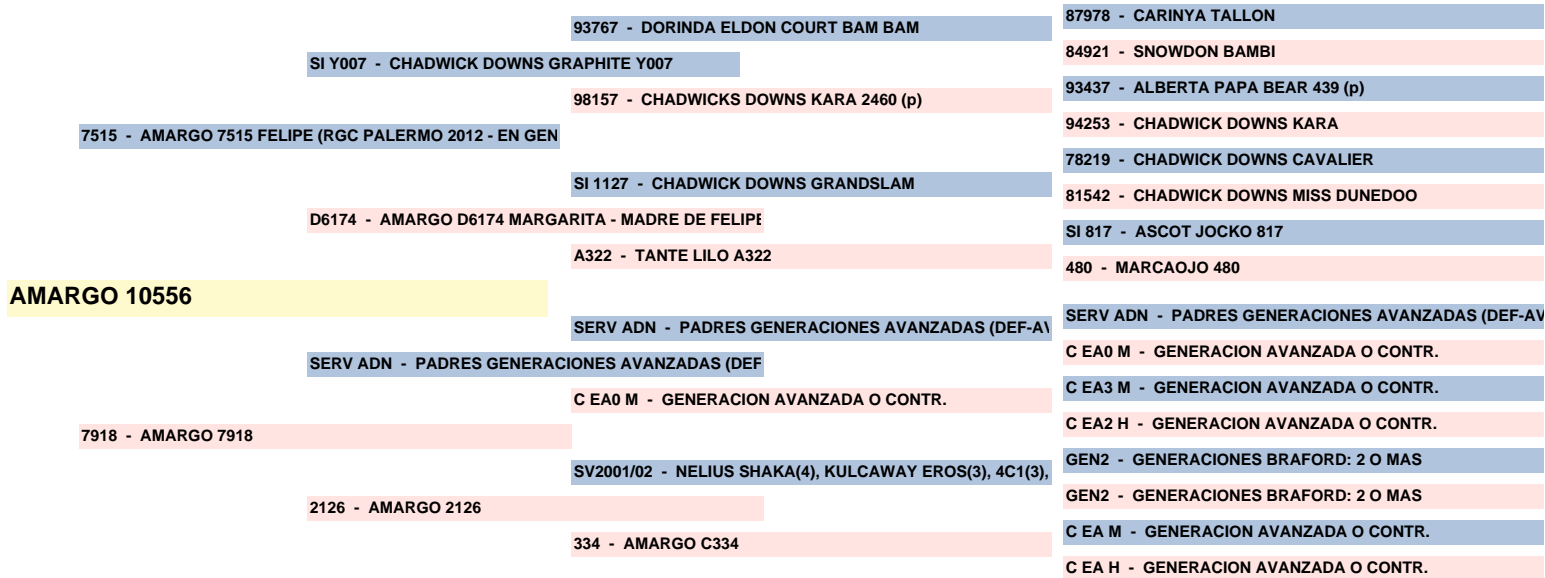 87978 - CARINYA TALLON
93767 - DORINDA ELDON COURT BAM BAM
84921 - SNOWDON BAMBI
SI Y007 - CHADWICK DOWNS GRAPHITE Y007
93437 - ALBERTA PAPA BEAR 439 (p)
98157 - CHADWICKS DOWNS KARA 2460 (p)
94253 - CHADWICK DOWNS KARA
7515 - AMARGO 7515 FELIPE (RGC PALERMO 2012 - EN GEN
78219 - CHADWICK DOWNS CAVALIER
SI 1127 - CHADWICK DOWNS GRANDSLAM
81542 - CHADWICK DOWNS MISS DUNEDOO
D6174 - AMARGO D6174 MARGARITA - MADRE DE FELIPE
SI 817 - ASCOT JOCKO 817
A322 - TANTE LILO A322
480 - MARCAOJO 480
AMARGO 10556
SERV ADN - PADRES GENERACIONES AVANZADAS (DEF-AV
SERV ADN - PADRES GENERACIONES AVANZADAS (DEF-AV
C EA0 M - GENERACION AVANZADA O CONTR.
SERV ADN - PADRES GENERACIONES AVANZADAS (DEF
C EA3 M - GENERACION AVANZADA O CONTR.
C EA0 M - GENERACION AVANZADA O CONTR.
C EA2 H - GENERACION AVANZADA O CONTR.
7918 - AMARGO 7918
GEN2 - GENERACIONES BRAFORD: 2 O MAS
SV2001/02 - NELIUS SHAKA(4), KULCAWAY EROS(3), 4C1(3),
GEN2 - GENERACIONES BRAFORD: 2 O MAS
2126 - AMARGO 2126
C EA M - GENERACION AVANZADA O CONTR.
334 - AMARGO C334
C EA H - GENERACION AVANZADA O CONTR.